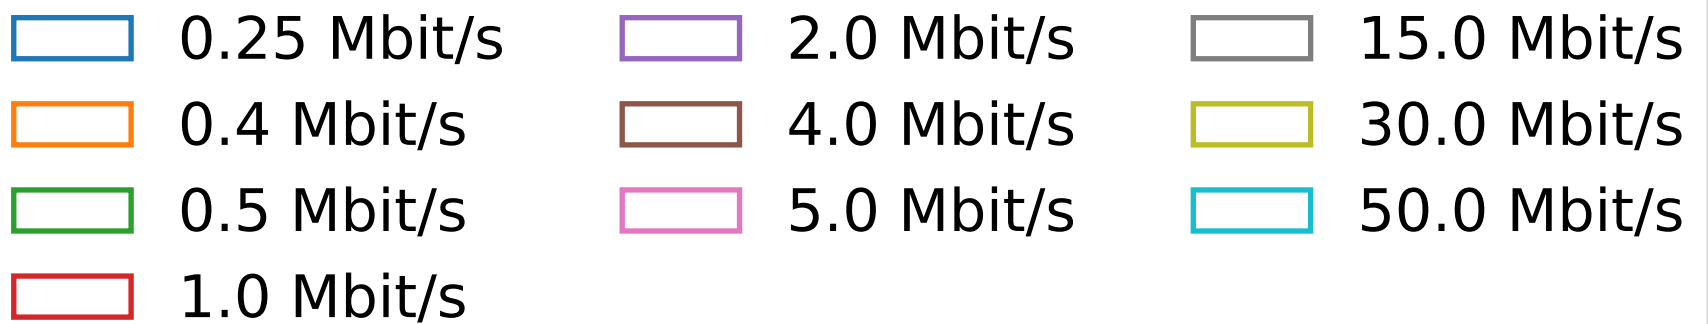 0.25 Mbit/s
0.4 Mbit/s
0.5 Mbit/s
1.0 Mbit/s
2.0 Mbit/s
4.0 Mbit/s
5.0 Mbit/s
15.0 Mbit/s
30.0 Mbit/s
50.0 Mbit/s